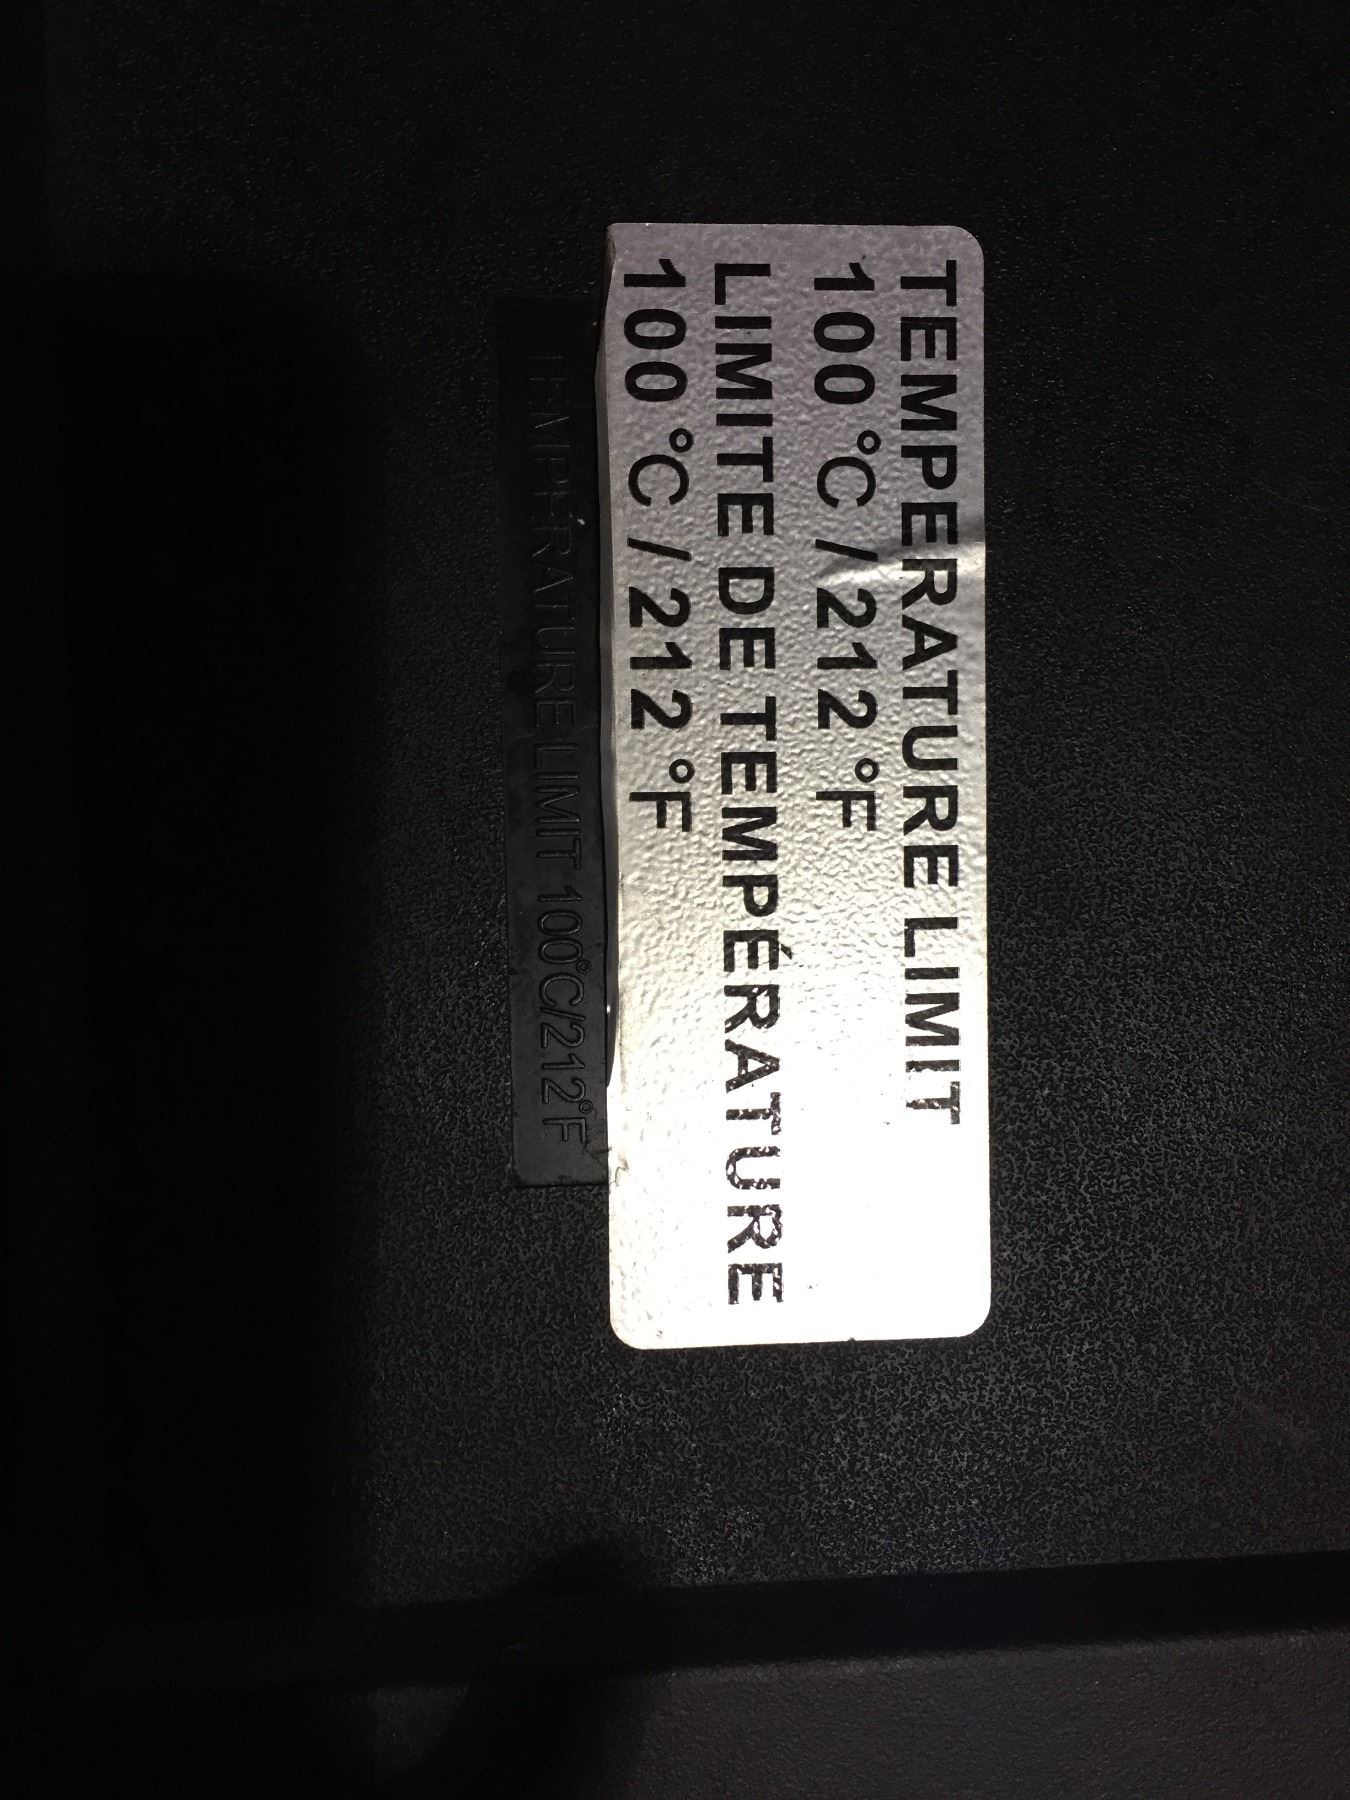 TEMPERATURE LIMIT
100 °C / 212 °F
LIMITE DE TEMPÉRATURE
100 °C / 212 °F
TEMPERATURE LIMIT 100°C/212°F